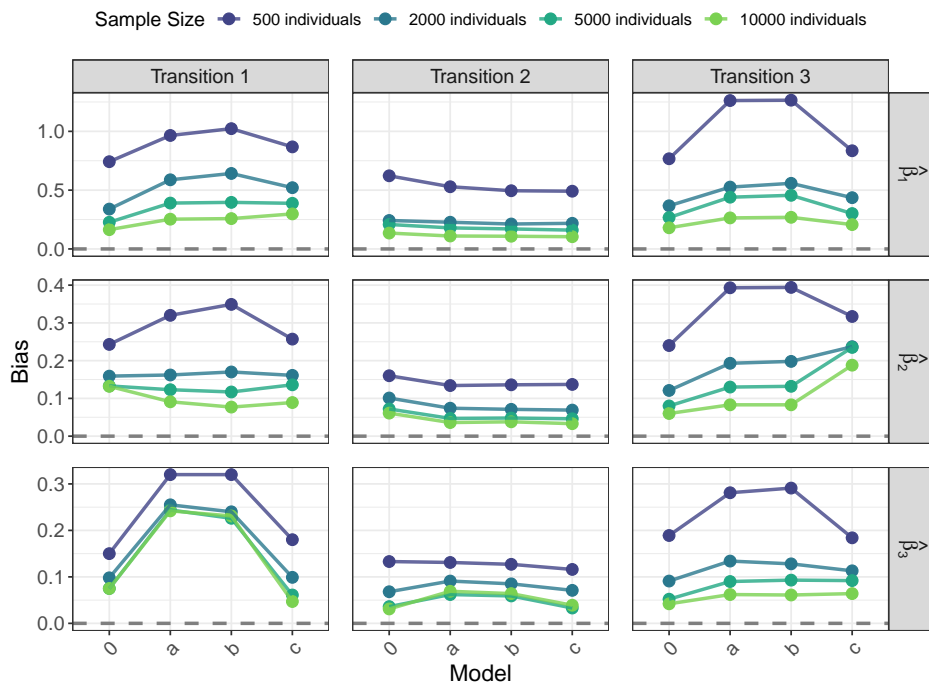 Sample Size 500 individuals 2000 individuals 5000 individuals 10000 individuals
Transition 1 Transition 2 Transition 3
1.0
0.5
0.0
β̂1
0.4
0.3
0.2
0.1
0.0
β̂2
0.3
0.2
0.1
0.0
β̂3
Bias
0 a b c 0 a b c 0 a b c
Model